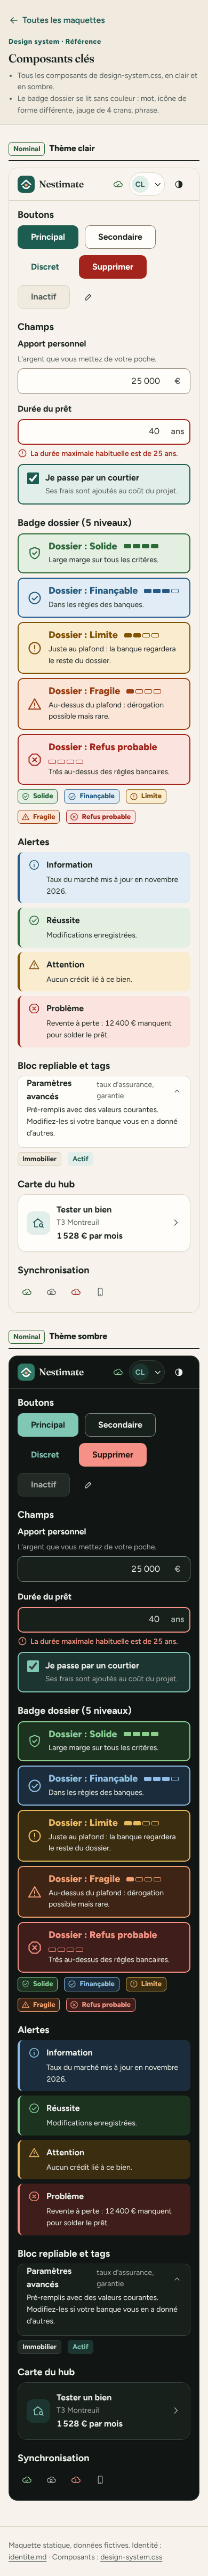 Toutes les maquettes
Design system · Référence
Composants clés
Tous les composants de design-system.css, en clair et
en sombre.
Le badge dossier se lit sans couleur : mot, icône de
forme différente, jauge de 4 crans, phrase.
Nominal Thème clair
Nestimate CL
Boutons
Principal Secondaire
Discret Supprimer
Inactif
Champs
Apport personnel
L'argent que vous mettez de votre poche.
25 000 €
Durée du prêt
40 ans
La durée maximale habituelle est de 25 ans.
Je passe par un courtier
Ses frais sont ajoutés au coût du projet.
Badge dossier (5 niveaux)
Dossier : Solide
Large marge sur tous les critères.
Dossier : Finançable
Dans les règles des banques.
Dossier : Limite
Juste au plafond : la banque regardera
le reste du dossier.
Dossier : Fragile
Au-dessus du plafond : dérogation
possible mais rare.
Dossier : Refus probable
Très au-dessus des règles bancaires.
Solide Finançable Limite
Fragile Refus probable
Alertes
Information
Taux du marché mis à jour en novembre
2026.
Réussite
Modifications enregistrées.
Attention
Aucun crédit lié à ce bien.
Problème
Revente à perte : 12 400 € manquent
pour solder le prêt.
Bloc repliable et tags
Paramètres avancés taux d'assurance, garantie
Pré-remplis avec des valeurs courantes.
Modifiez-les si votre banque vous en a donné
d'autres.
Immobilier Actif
Carte du hub
Tester un bien
T3 Montreuil
1 528 € par mois
Synchronisation
Nominal Thème sombre
Nestimate CL
Boutons
Principal Secondaire
Discret Supprimer
Inactif
Champs
Apport personnel
L'argent que vous mettez de votre poche.
25 000 €
Durée du prêt
40 ans
La durée maximale habituelle est de 25 ans.
Je passe par un courtier
Ses frais sont ajoutés au coût du projet.
Badge dossier (5 niveaux)
Dossier : Solide
Large marge sur tous les critères.
Dossier : Finançable
Dans les règles des banques.
Dossier : Limite
Juste au plafond : la banque regardera
le reste du dossier.
Dossier : Fragile
Au-dessus du plafond : dérogation
possible mais rare.
Dossier : Refus probable
Très au-dessus des règles bancaires.
Solide Finançable Limite
Fragile Refus probable
Alertes
Information
Taux du marché mis à jour en novembre
2026.
Réussite
Modifications enregistrées.
Attention
Aucun crédit lié à ce bien.
Problème
Revente à perte : 12 400 € manquent
pour solder le prêt.
Bloc repliable et tags
Paramètres avancés taux d'assurance, garantie
Pré-remplis avec des valeurs courantes.
Modifiez-les si votre banque vous en a donné
d'autres.
Immobilier Actif
Carte du hub
Tester un bien
T3 Montreuil
1 528 € par mois
Synchronisation
Maquette statique, données fictives. Identité :
identite.md · Composants : design-system.css